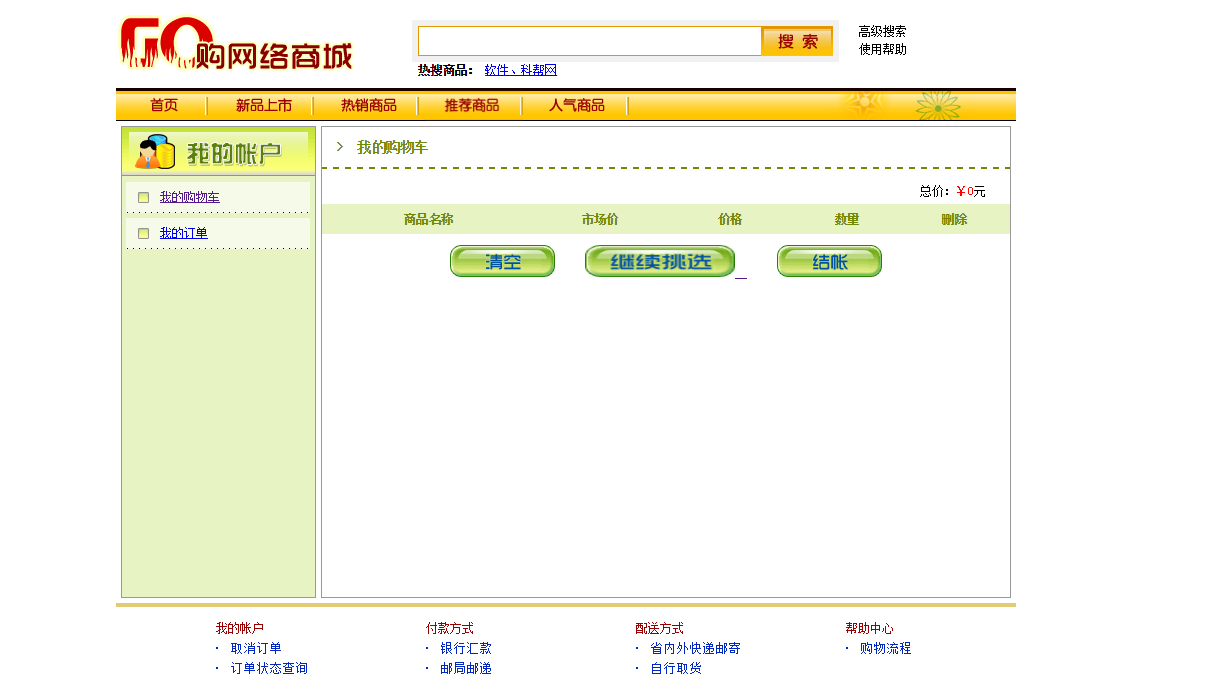 GO购网络商城
搜 索
高级搜索
使用帮助
热搜商品： 软件、科帮网
首页 新品上市 热销商品 推荐商品 人气商品
我的帐户
我的购物车
我的订单
> 我的购物车
总价：￥0元
商品名称 市场价 价格 数量 删除
清空 继续挑选 结帐
我的帐户 付款方式 配送方式 帮助中心
· 取消订单 · 银行汇款 · 省内外快递邮寄 · 购物流程
· 订单状态查询 · 邮局邮递 · 自行取货